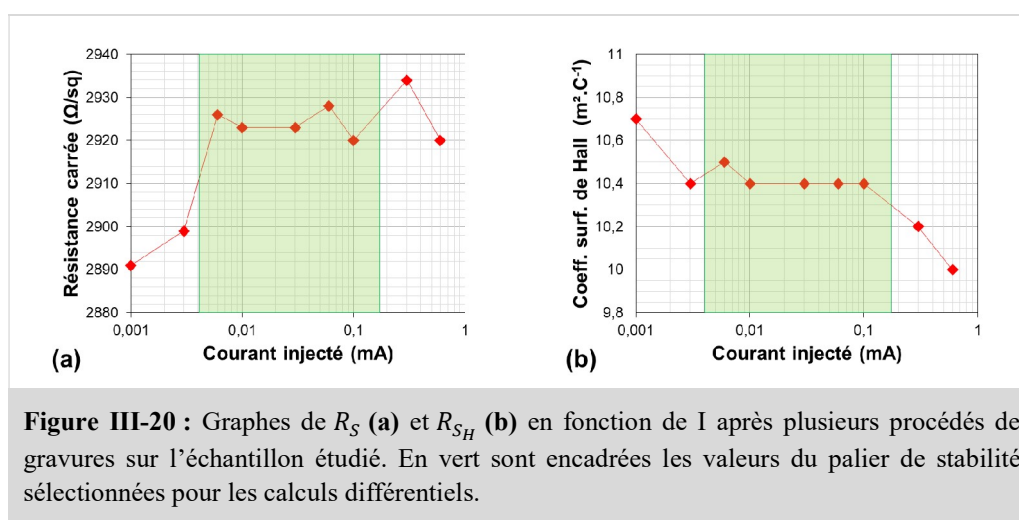 2940
2930
2920
2910
2900
2890
2880
Résistance carrée (Ω/sq)
0,001 0,01 0,1 1
Courant injecté (mA)
(a)
11
10,8
10,6
10,4
10,2
10
9,8
Coeff. surf. de Hall (m².C⁻¹)
0,001 0,01 0,1 1
Courant injecté (mA)
(b)
Figure III-20 : Graphes de R_S (a) et R_{S_H} (b) en fonction de I après plusieurs procédés de
gravures sur l'échantillon étudié. En vert sont encadrées les valeurs du palier de stabilité
sélectionnées pour les calculs différentiels.